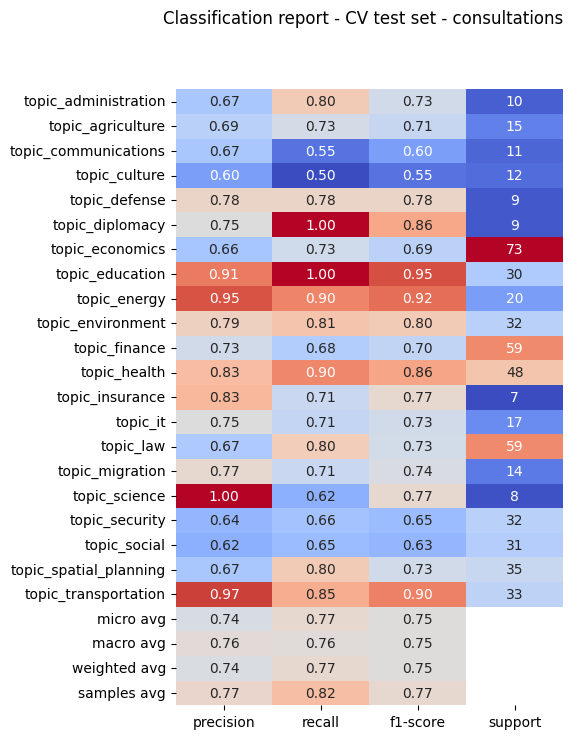 Classification report - CV test set - consultations
topic_administration 0.67 0.80 0.73 10
topic_agriculture 0.69 0.73 0.71 15
topic_communications 0.67 0.55 0.60 11
topic_culture 0.60 0.50 0.55 12
topic_defense 0.78 0.78 0.78 9
topic_diplomacy 0.75 1.00 0.86 9
topic_economics 0.66 0.73 0.69 73
topic_education 0.91 1.00 0.95 30
topic_energy 0.95 0.90 0.92 20
topic_environment 0.79 0.81 0.80 32
topic_finance 0.73 0.68 0.70 59
topic_health 0.83 0.90 0.86 48
topic_insurance 0.83 0.71 0.77 7
topic_it 0.75 0.71 0.73 17
topic_law 0.67 0.80 0.73 59
topic_migration 0.77 0.71 0.74 14
topic_science 1.00 0.62 0.77 8
topic_security 0.64 0.66 0.65 32
topic_social 0.62 0.65 0.63 31
topic_spatial_planning 0.67 0.80 0.73 35
topic_transportation 0.97 0.85 0.90 33
micro avg 0.74 0.77 0.75
macro avg 0.76 0.76 0.75
weighted avg 0.74 0.77 0.75
samples avg 0.77 0.82 0.77
precision recall f1-score support